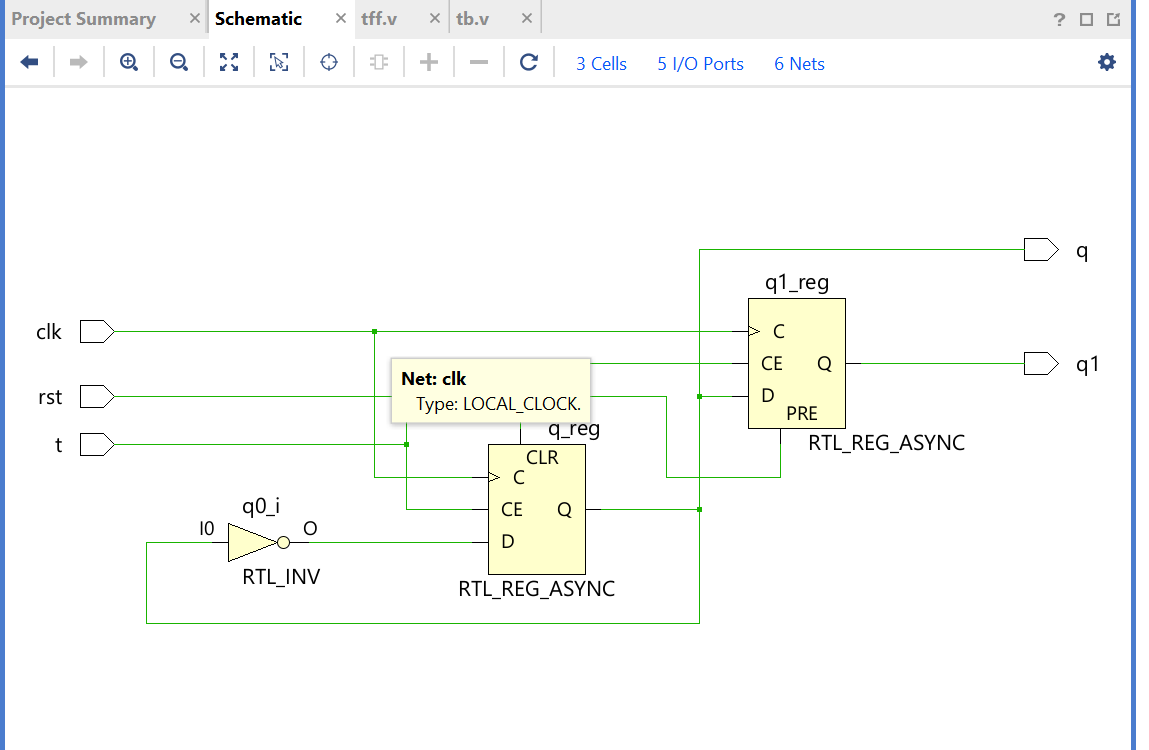 Project Summary × Schematic × tff.v × tb.v × ?
3 Cells 5 I/O Ports 6 Nets
q
q1_reg
clk
C
CE Q
q1
Net: clk
Type: LOCAL_CLOCK.
rst
D
PRE
q_reg
RTL_REG_ASYNC
t
CLR
C
q0_i
CE Q
I0 O
D
RTL_INV
RTL_REG_ASYNC